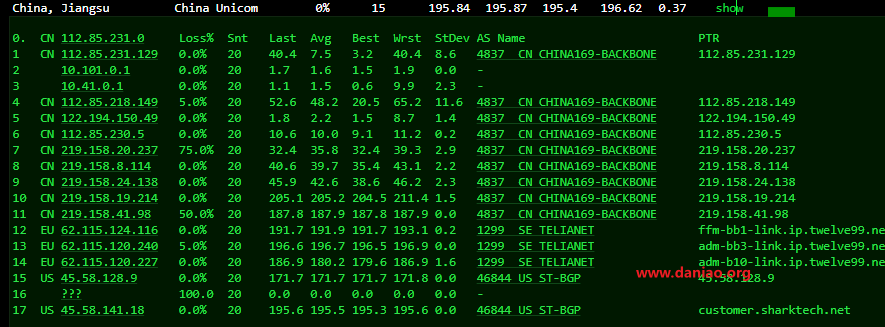 China, Jiangsu China Unicom 0% 15 195.84 195.87 195.4 196.62 0.37 show
0. CN 112.85.231.0 Loss% Snt Last Avg Best Wrst StDev AS Name PTR
1 CN 112.85.231.129 0.0% 20 40.4 7.5 3.2 40.4 8.6 4837 CN CHINA169-BACKBONE 112.85.231.129
2 10.101.0.1 0.0% 20 1.7 1.6 1.5 1.9 0.0 -
3 10.41.0.1 0.0% 20 1.1 1.5 0.6 9.9 2.3 -
4 CN 112.85.218.149 5.0% 20 52.6 48.2 20.5 65.2 11.6 4837 CN CHINA169-BACKBONE 112.85.218.149
5 CN 122.194.150.49 0.0% 20 1.8 2.2 1.5 8.7 1.4 4837 CN CHINA169-BACKBONE 122.194.150.49
6 CN 112.85.230.5 0.0% 20 10.6 10.0 9.1 11.2 0.2 4837 CN CHINA169-BACKBONE 112.85.230.5
7 CN 219.158.20.237 75.0% 20 32.4 35.8 32.4 39.3 2.9 4837 CN CHINA169-BACKBONE 219.158.20.237
8 CN 219.158.8.114 0.0% 20 40.6 39.7 35.4 43.1 2.2 4837 CN CHINA169-BACKBONE 219.158.8.114
9 CN 219.158.24.138 0.0% 20 45.9 42.6 38.6 46.2 2.3 4837 CN CHINA169-BACKBONE 219.158.24.138
10 CN 219.158.19.214 0.0% 20 205.1 205.2 204.5 211.4 1.5 4837 CN CHINA169-BACKBONE 219.158.19.214
11 CN 219.158.41.98 50.0% 20 187.8 187.9 187.8 187.9 0.0 4837 CN CHINA169-BACKBONE 219.158.41.98
12 EU 62.115.124.116 0.0% 20 191.7 191.9 191.7 193.1 0.2 1299 SE TELIANET ffm-bb1-link.ip.twelve99.ne
13 EU 62.115.120.240 5.0% 20 196.6 196.7 196.5 196.9 0.0 1299 SE TELIANET adm-bb3-link.ip.twelve99.ne
14 EU 62.115.120.227 0.0% 20 186.9 180.2 179.6 186.9 1.6 1299 SE TELIANET adm-b10-link.ip.twelve99.ne
15 US 45.58.128.9 0.0% 20 171.7 171.7 171.7 171.8 0.0 46844 US ST-BGP 45.58.128.9
www.daniao.org
16 ??? 100.0 20 0.0 0.0 0.0 0.0 0.0 -
17 US 45.58.141.18 0.0% 20 195.6 195.5 195.3 195.6 0.0 46844 US ST-BGP customer.sharktech.net